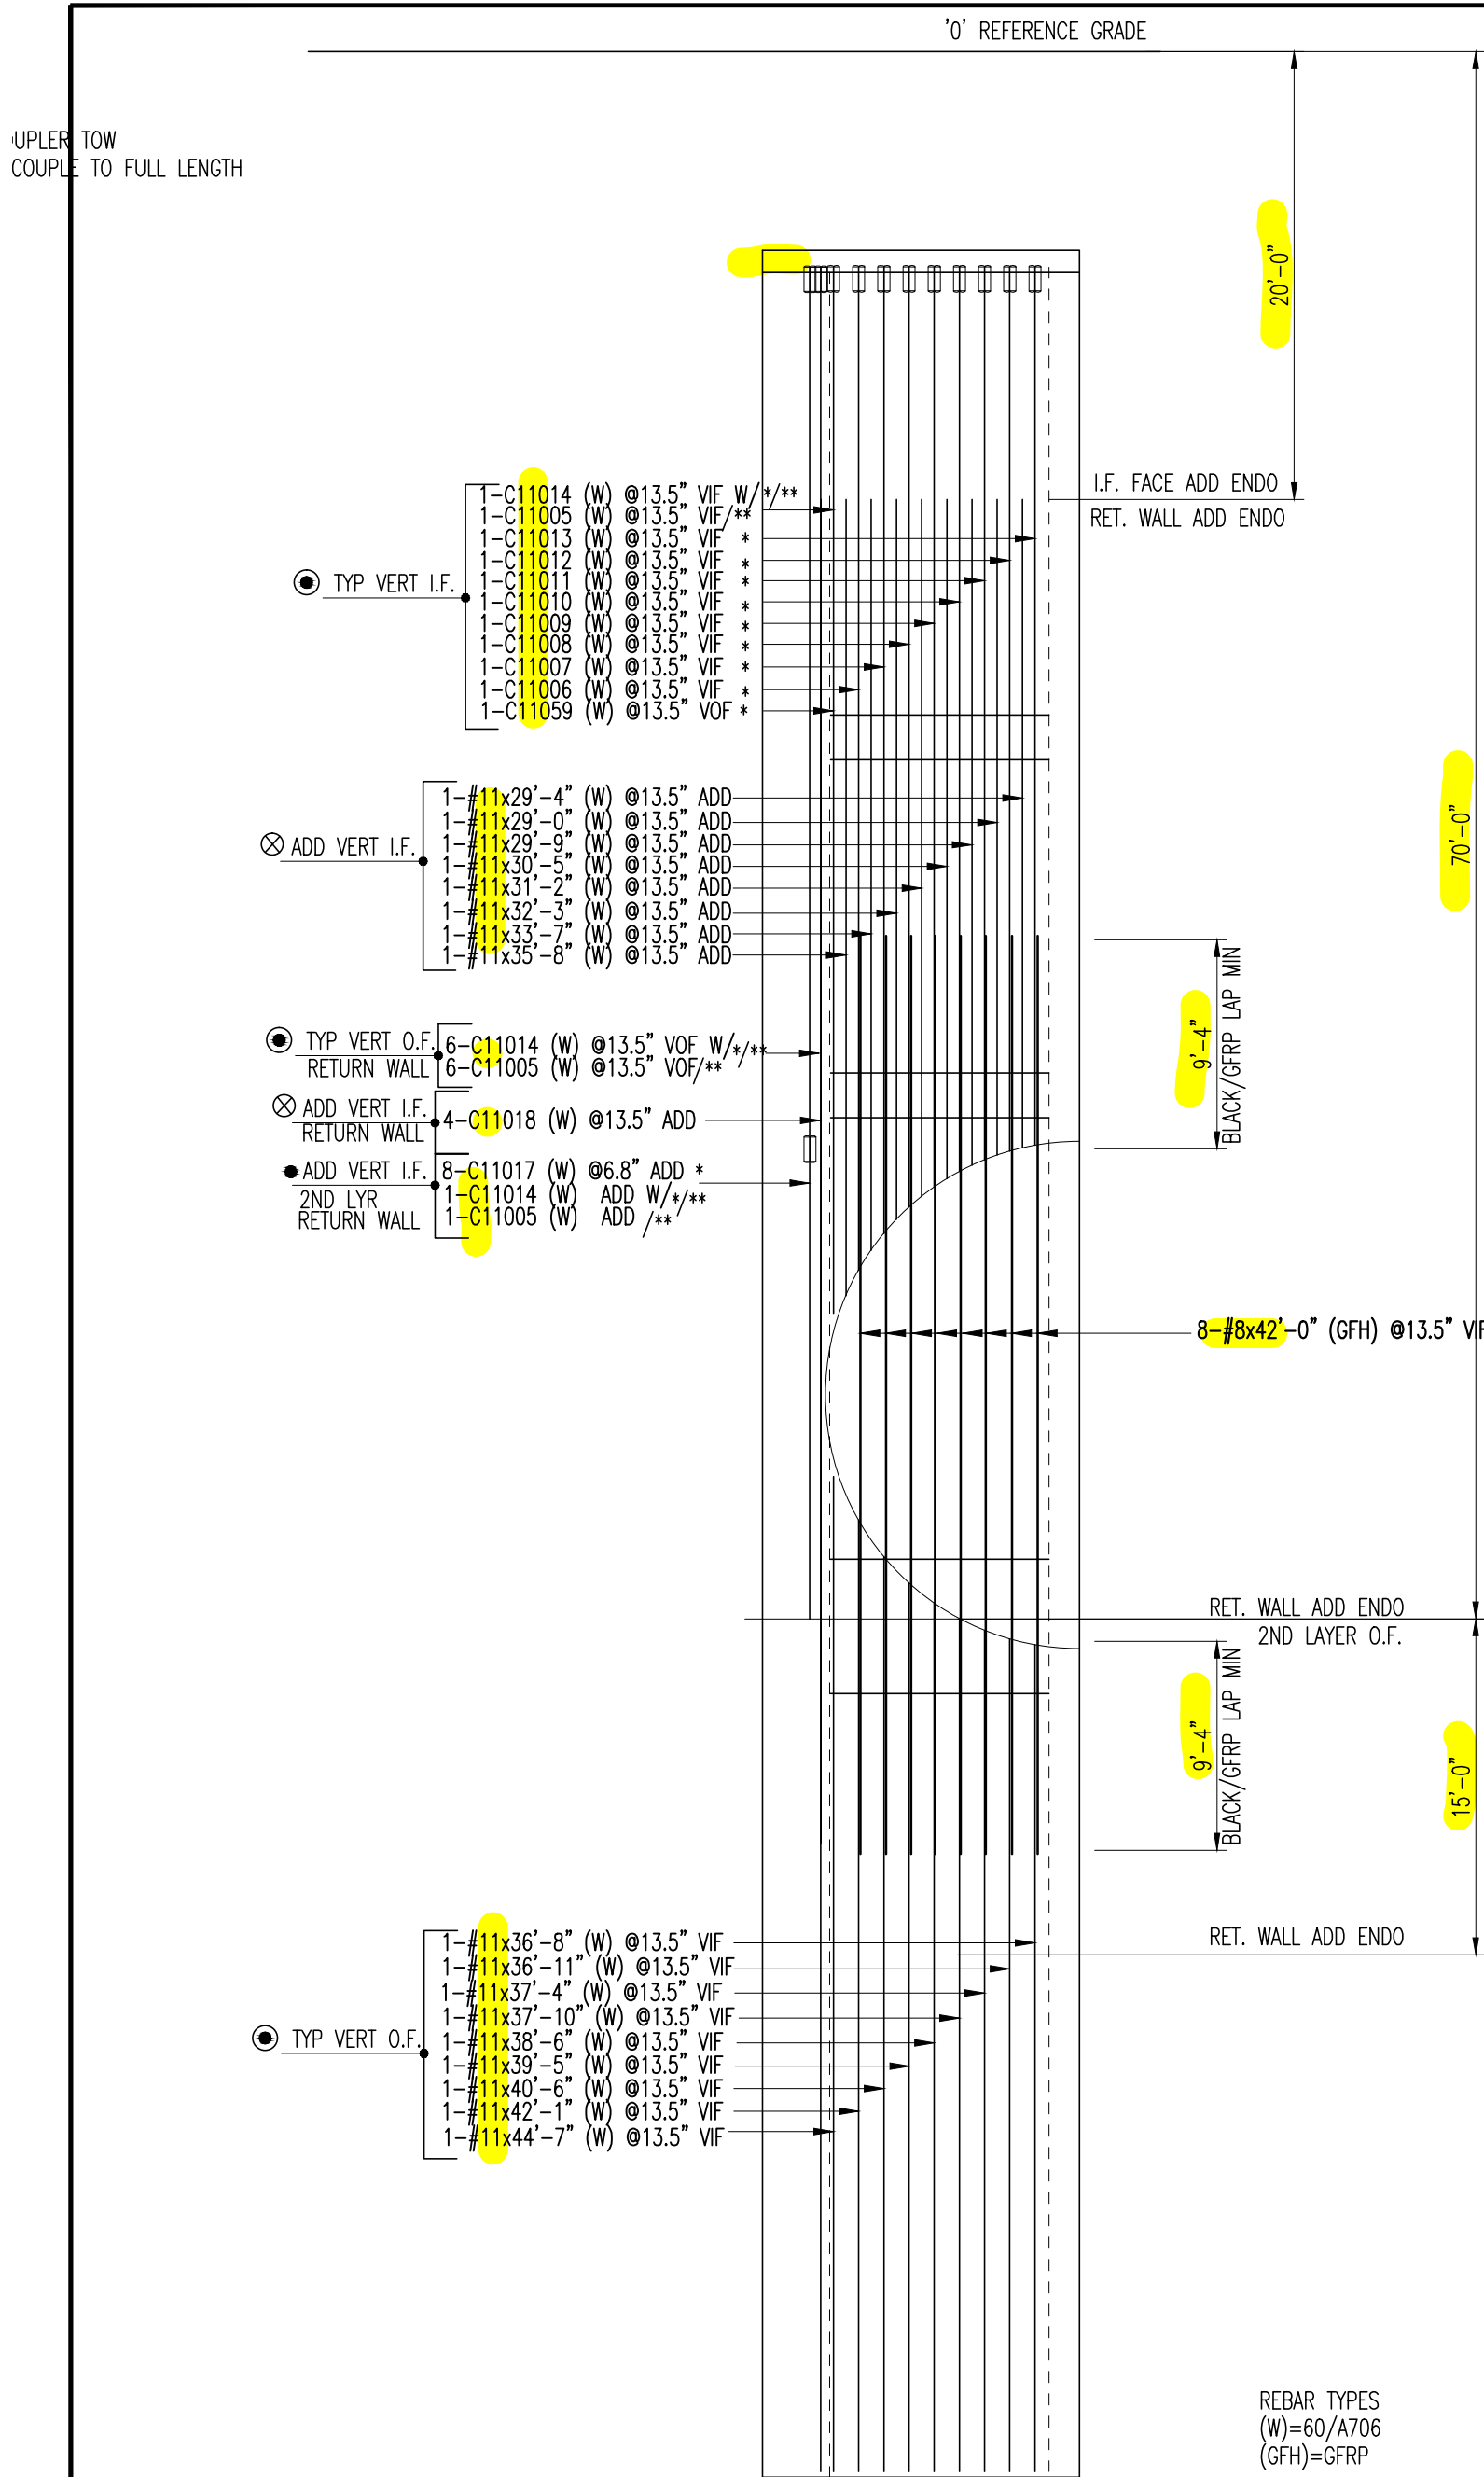 '0' REFERENCE GRADE
UPLER TOW
COUPLE TO FULL LENGTH
20'-0"
I.F. FACE ADD ENDO
RET. WALL ADD ENDO
1-C11014 (W) @13.5" VIF W/*/**
1-C11005 (W) @13.5" VIF/**
1-C11013 (W) @13.5" VIF *
1-C11012 (W) @13.5" VIF *
1-C11011 (W) @13.5" VIF *
1-C11010 (W) @13.5" VIF *
1-C11009 (W) @13.5" VIF *
1-C11008 (W) @13.5" VIF *
1-C11007 (W) @13.5" VIF *
1-C11006 (W) @13.5" VIF *
1-C11059 (W) @13.5" VOF *
TYP VERT I.F.
70'-0"
1-#11x29'-4" (W) @13.5" ADD
1-#11x29'-0" (W) @13.5" ADD
1-#11x29'-9" (W) @13.5" ADD
1-#11x30'-5" (W) @13.5" ADD
1-#11x31'-2" (W) @13.5" ADD
1-#11x32'-3" (W) @13.5" ADD
1-#11x33'-7" (W) @13.5" ADD
1-#11x35'-8" (W) @13.5" ADD
ADD VERT I.F.
9'-4"
BLACK/GFRP LAP MIN
TYP VERT O.F.
RETURN WALL
6-C11014 (W) @13.5" VOF W/*/**
6-C11005 (W) @13.5" VOF/**
ADD VERT I.F.
RETURN WALL
4-C11018 (W) @13.5" ADD
ADD VERT I.F.
2ND LYR
RETURN WALL
8-C11017 (W) @6.8" ADD *
1-C11014 (W) ADD W/*/**
1-C11005 (W) ADD /**
8-#8x42'-0" (GFH) @13.5" VIF
RET. WALL ADD ENDO
2ND LAYER O.F.
9'-4"
BLACK/GFRP LAP MIN
15'-0"
RET. WALL ADD ENDO
1-#11x36'-8" (W) @13.5" VIF
1-#11x36'-11" (W) @13.5" VIF
1-#11x37'-4" (W) @13.5" VIF
1-#11x37'-10" (W) @13.5" VIF
1-#11x38'-6" (W) @13.5" VIF
1-#11x39'-5" (W) @13.5" VIF
1-#11x40'-6" (W) @13.5" VIF
1-#11x42'-1" (W) @13.5" VIF
1-#11x44'-7" (W) @13.5" VIF
TYP VERT O.F.
REBAR TYPES
(W)=60/A706
(GFH)=GFRP